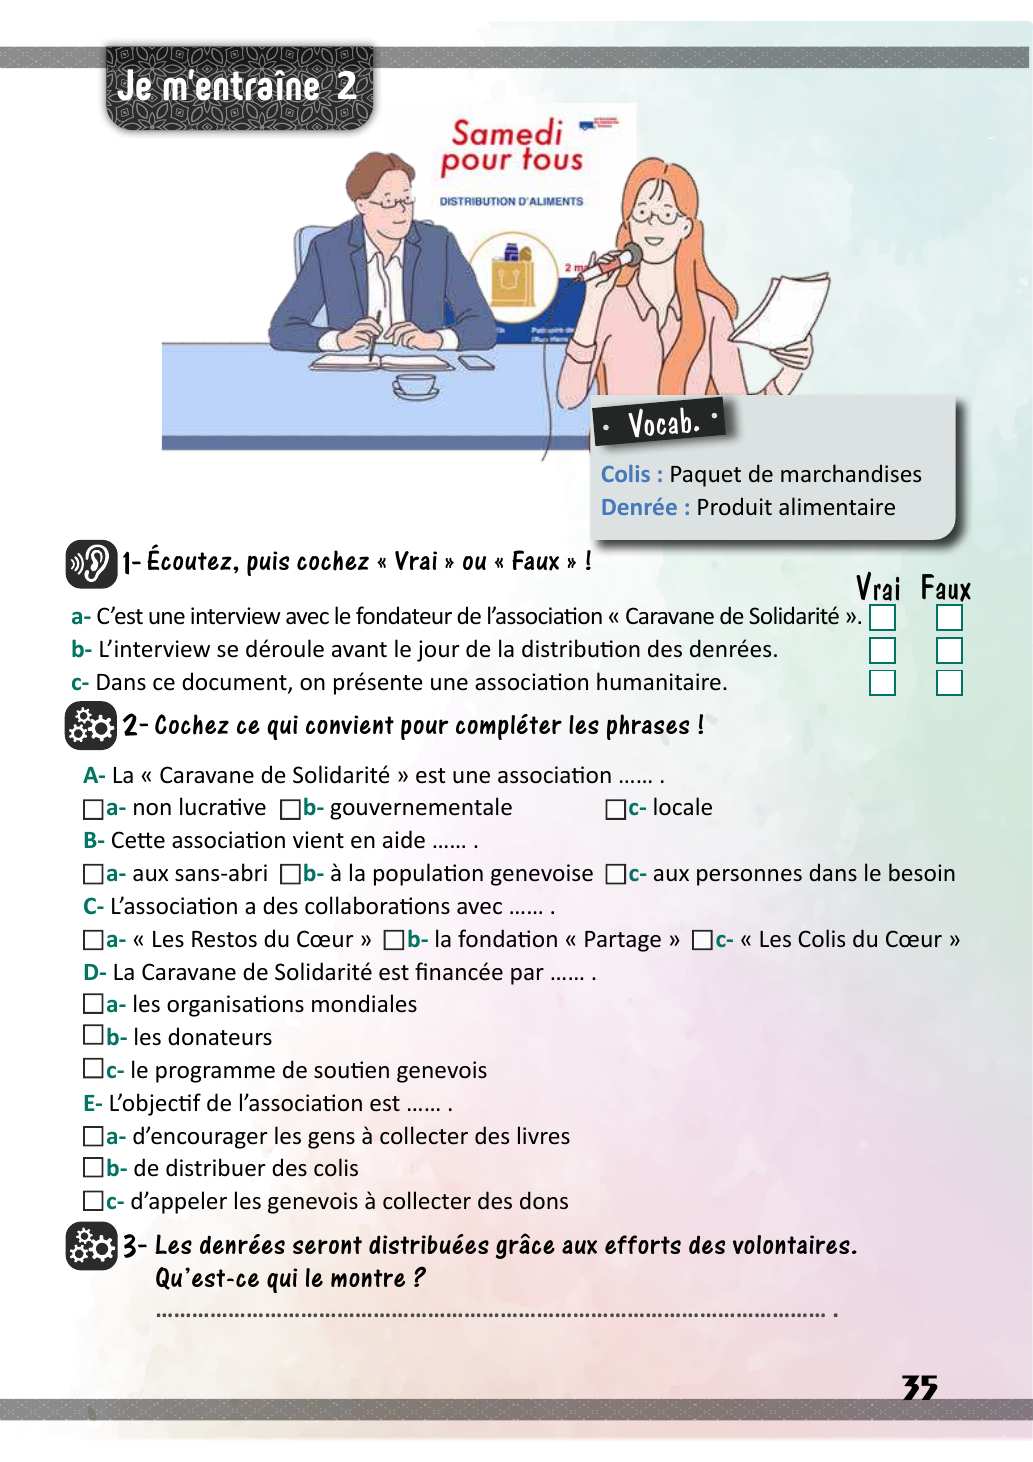 Je m'entraîne 2
Samedi
pour tous
DISTRIBUTION D'ALIMENTS
2 ma
Vocab.
Colis : Paquet de marchandises
Denrée : Produit alimentaire
1- Écoutez, puis cochez « Vrai » ou « Faux » !
Vrai Faux
a- C'est une interview avec le fondateur de l'association « Caravane de Solidarité ».
b- L'interview se déroule avant le jour de la distribution des denrées.
c- Dans ce document, on présente une association humanitaire.
2- Cochez ce qui convient pour compléter les phrases !
A- La « Caravane de Solidarité » est une association ...... .
a- non lucrative b- gouvernementale c- locale
B- Cette association vient en aide ...... .
a- aux sans-abri b- à la population genevoise c- aux personnes dans le besoin
C- L'association a des collaborations avec ...... .
a- « Les Restos du Cœur » b- la fondation « Partage » c- « Les Colis du Cœur »
D- La Caravane de Solidarité est financée par ...... .
a- les organisations mondiales
b- les donateurs
c- le programme de soutien genevois
E- L'objectif de l'association est ...... .
a- d'encourager les gens à collecter des livres
b- de distribuer des colis
c- d'appeler les genevois à collecter des dons
3- Les denrées seront distribuées grâce aux efforts des volontaires.
Qu'est-ce qui le montre ?
.............................................................................................................. .
35